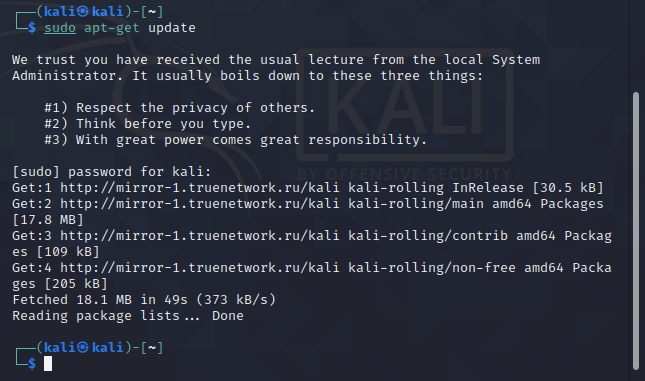 ┌──(kali㉿kali)-[~]
└─$ sudo apt-get update
We trust you have received the usual lecture from the local System
Administrator. It usually boils down to these three things:
#1) Respect the privacy of others.
#2) Think before you type.
#3) With great power comes great responsibility.
[sudo] password for kali:
Get:1 http://mirror-1.truenetwork.ru/kali kali-rolling InRelease [30.5 kB]
Get:2 http://mirror-1.truenetwork.ru/kali kali-rolling/main amd64 Packages
[17.8 MB]
Get:3 http://mirror-1.truenetwork.ru/kali kali-rolling/contrib amd64 Packag
es [109 kB]
Get:4 http://mirror-1.truenetwork.ru/kali kali-rolling/non-free amd64 Packa
ges [205 kB]
Fetched 18.1 MB in 49s (373 kB/s)
Reading package lists... Done
┌──(kali㉿kali)-[~]
└─$
KALI
BY OFFENSIVE SECURITY